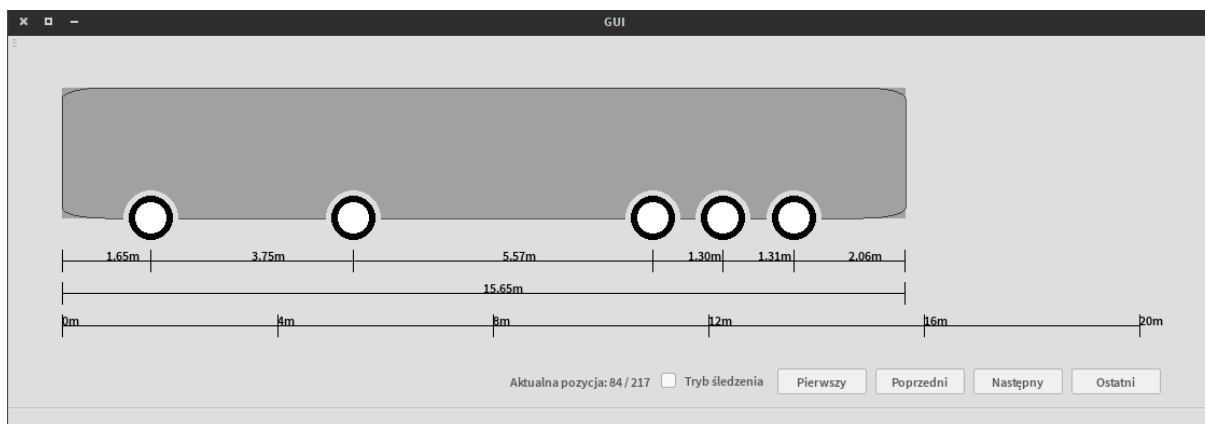 GUI
1.65m 3.75m 5.57m 1.30m 1.31m 2.06m
15.65m
0m 4m 8m 12m 16m 20m
Aktualna pozycja: 84 / 217 Tryb śledzenia Pierwszy Poprzedni Następny Ostatni